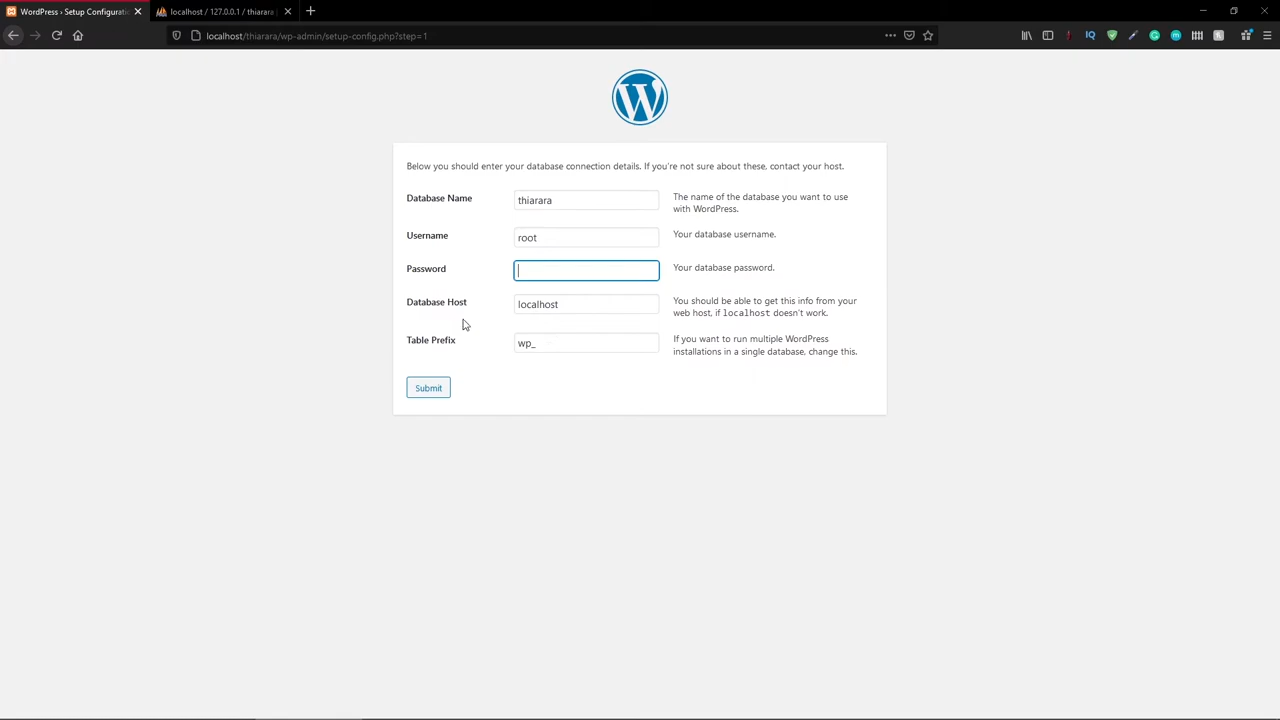 WordPress › Setup Configuratio
localhost / 127.0.0.1 / thiarara
localhost/thiarara/wp-admin/setup-config.php?step=1
Below you should enter your database connection details. If you're not sure about these, contact your host.
Database Name
thiarara
The name of the database you want to use
with WordPress.
Username
root
Your database username.
Password
Your database password.
Database Host
localhost
You should be able to get this info from your
web host, if localhost doesn't work.
Table Prefix
wp_
If you want to run multiple WordPress
installations in a single database, change this.
Submit